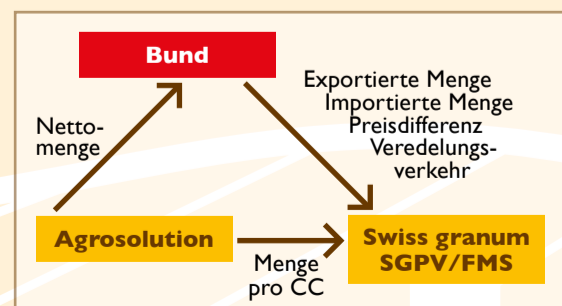 Bund
Exportierte Menge
Importierte Menge
Preisdifferenz
Veredelungs-
verkehr
Netto-
menge
Agrosolution
Menge
pro CC
Swiss granum
SGPV/FMS